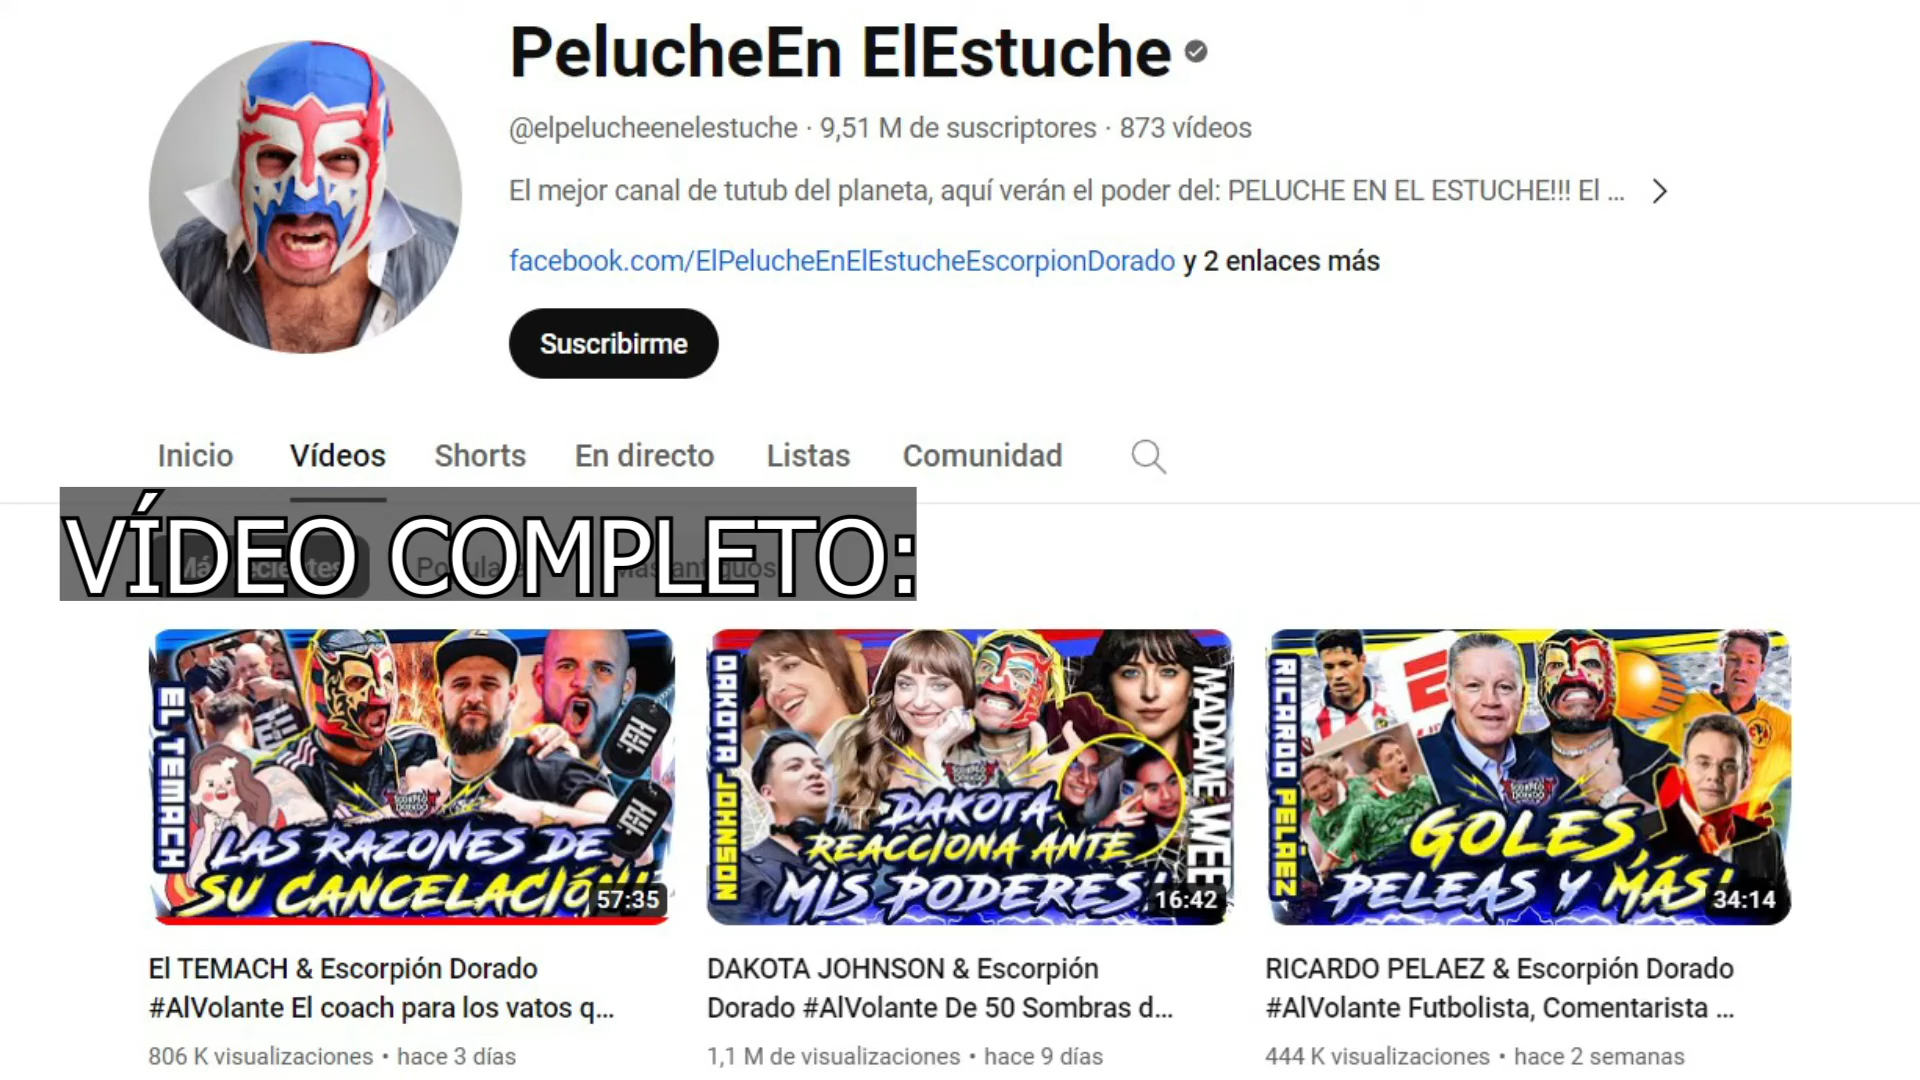 PelucheEn ElEstuche
@elpelucheenelestuche · 9,51 M de suscriptores · 873 vídeos
El mejor canal de tutub del planeta, aquí verán el poder del: PELUCHE EN EL ESTUCHE!!! El ...
facebook.com/ElPelucheEnElEstucheEscorpionDorado y 2 enlaces más
Suscribirme
Inicio Vídeos Shorts En directo Listas Comunidad
VÍDEO COMPLETO:
EL TEMACH
LAS RAZONES DE
SU CANCELACIÓN!
57:35
DAKOTA JOHNSON
MADAME WEB
DAKOTA
REACCIONA ANTE
MIS PODERES!
16:42
RICARDO PELÁEZ
GOLES,
PELEAS Y MÁS!
34:14
El TEMACH & Escorpión Dorado
#AlVolante El coach para los vatos q...
806 K visualizaciones • hace 3 días
DAKOTA JOHNSON & Escorpión
Dorado #AlVolante De 50 Sombras d...
1,1 M de visualizaciones • hace 9 días
RICARDO PELAEZ & Escorpión Dorado
#AlVolante Futbolista, Comentarista ...
444 K visualizaciones • hace 2 semanas